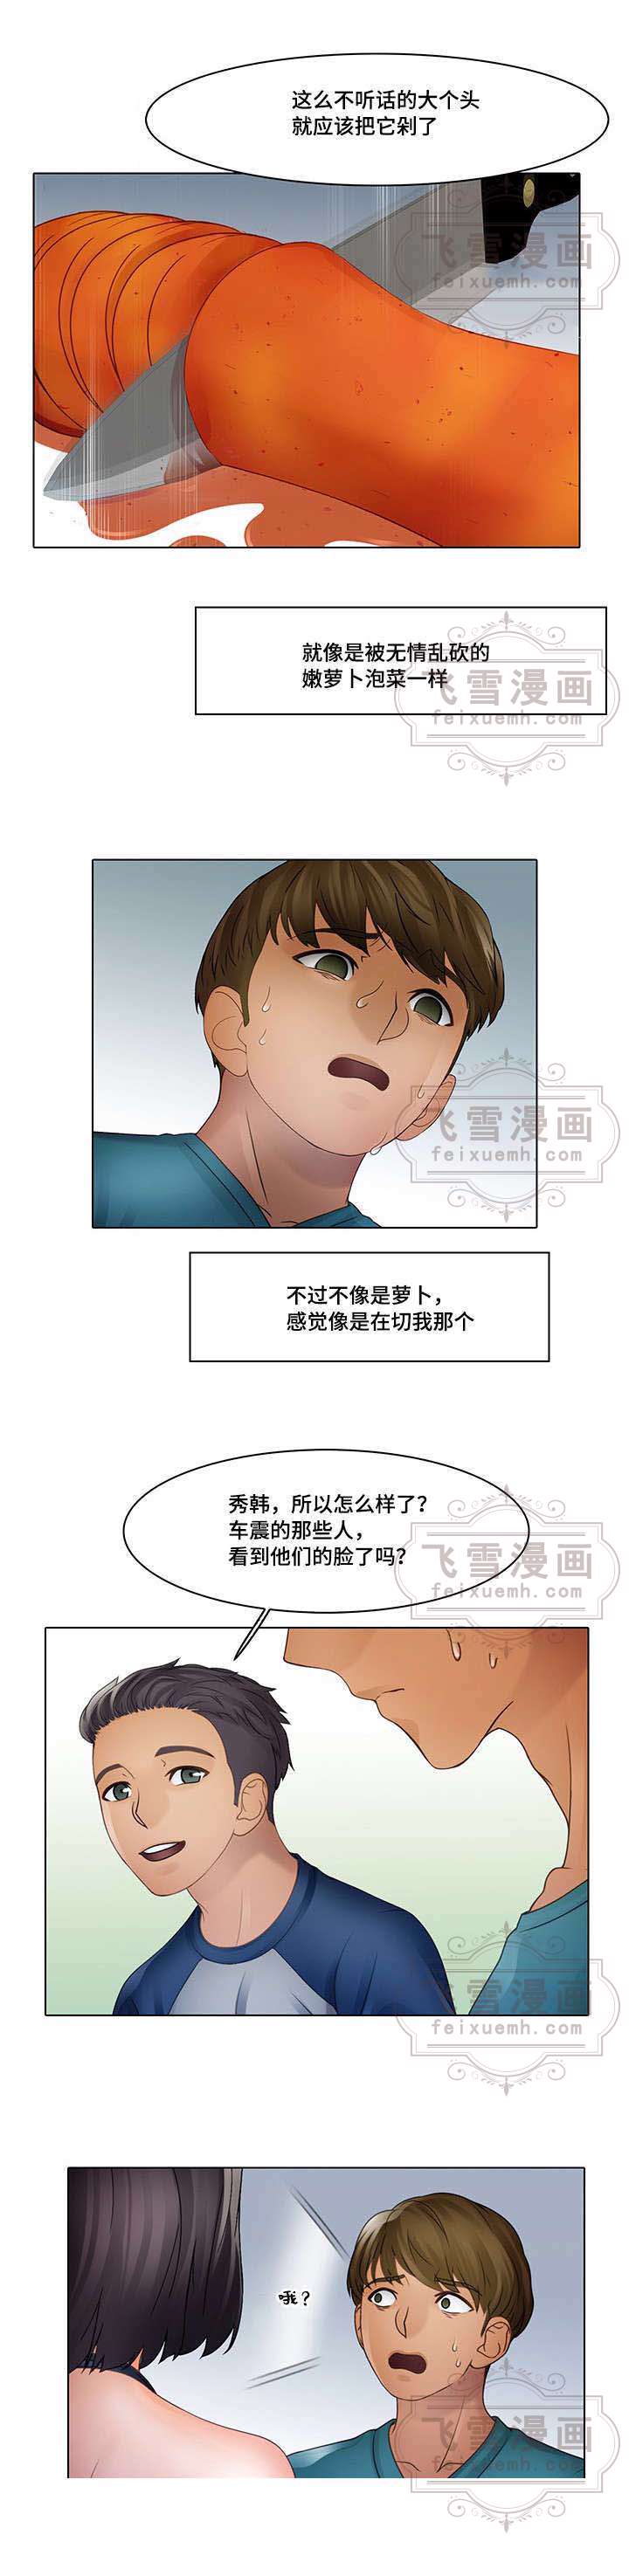 这么不听话的大个头
就应该把它剁了
飞雪漫画
feixuemh.com
就像是被无情乱砍的
嫩萝卜泡菜一样
飞雪漫画
feixuemh.com
飞雪漫画
feixuemh.com
不过不像是萝卜，
感觉像是在切我那个
秀韩，所以怎么样了？
车震的那些人，
看到他们的脸了吗？
飞雪漫画
feixuemh.com
飞雪漫画
feixuemh.com
哦？
飞雪漫画
feixuemh.com